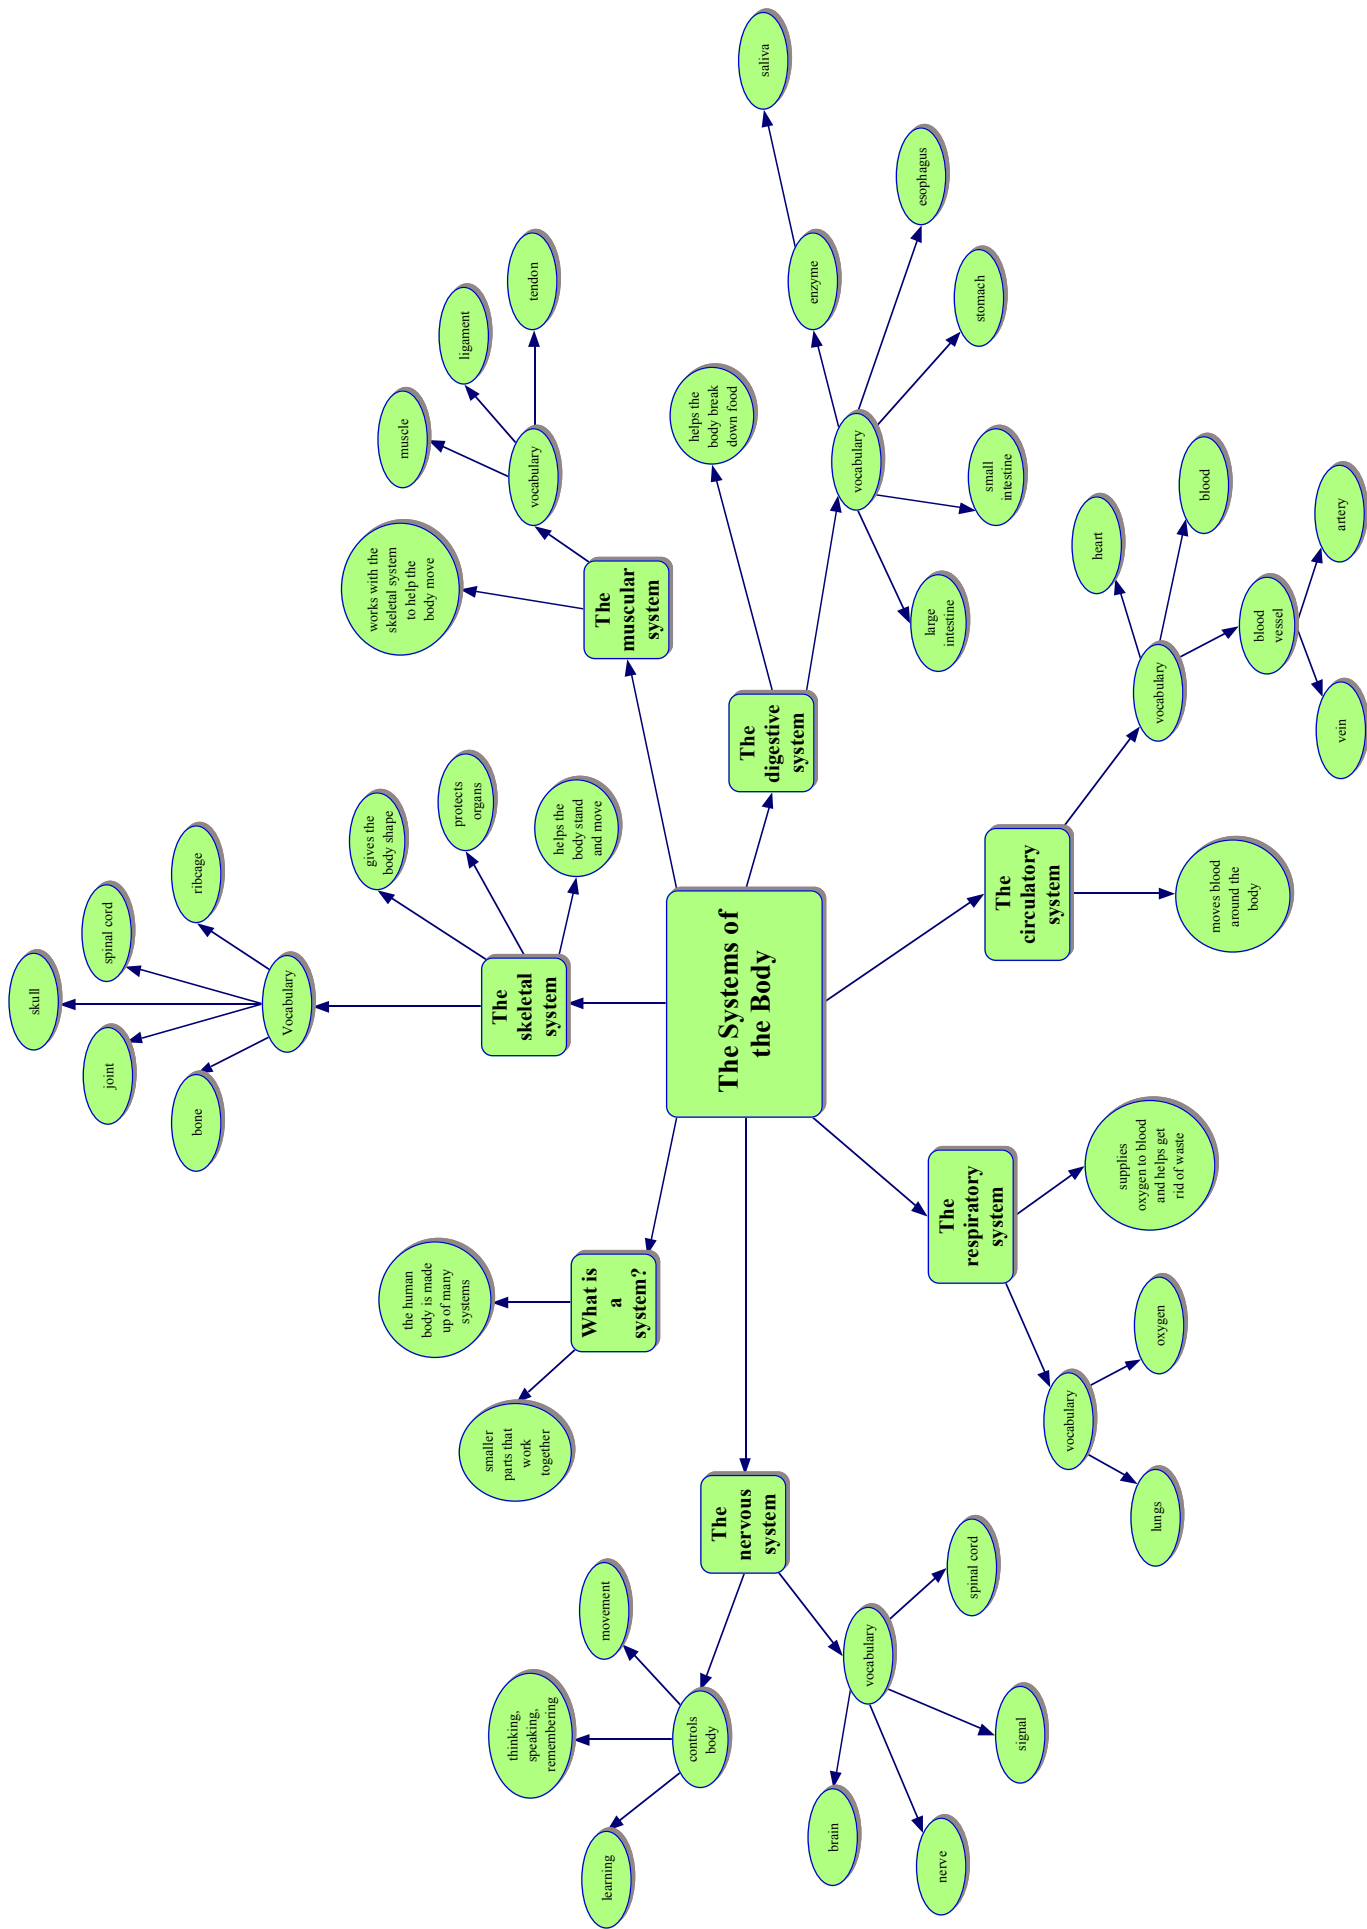 The Systems of
the Body
What is
a
system?
the human
body is made
up of many
systems
smaller
parts that
work
together
The
skeletal
system
Vocabulary
bone
joint
skull
spinal cord
ribcage
gives the
body shape
protects
organs
helps the
body stand
and move
The
muscular
system
works with the
skeletal system
to help the
body move
vocabulary
muscle
ligament
tendon
The
digestive
system
helps the
body break
down food
vocabulary
enzyme
saliva
esophagus
stomach
small
intestine
large
intestine
The
circulatory
system
moves blood
around the
body
vocabulary
heart
blood
blood
vessel
artery
vein
The
respiratory
system
supplies
oxygen to blood
and helps get
rid of waste
vocabulary
oxygen
lungs
The
nervous
system
controls
body
movement
thinking,
speaking,
remembering
learning
vocabulary
spinal cord
signal
nerve
brain